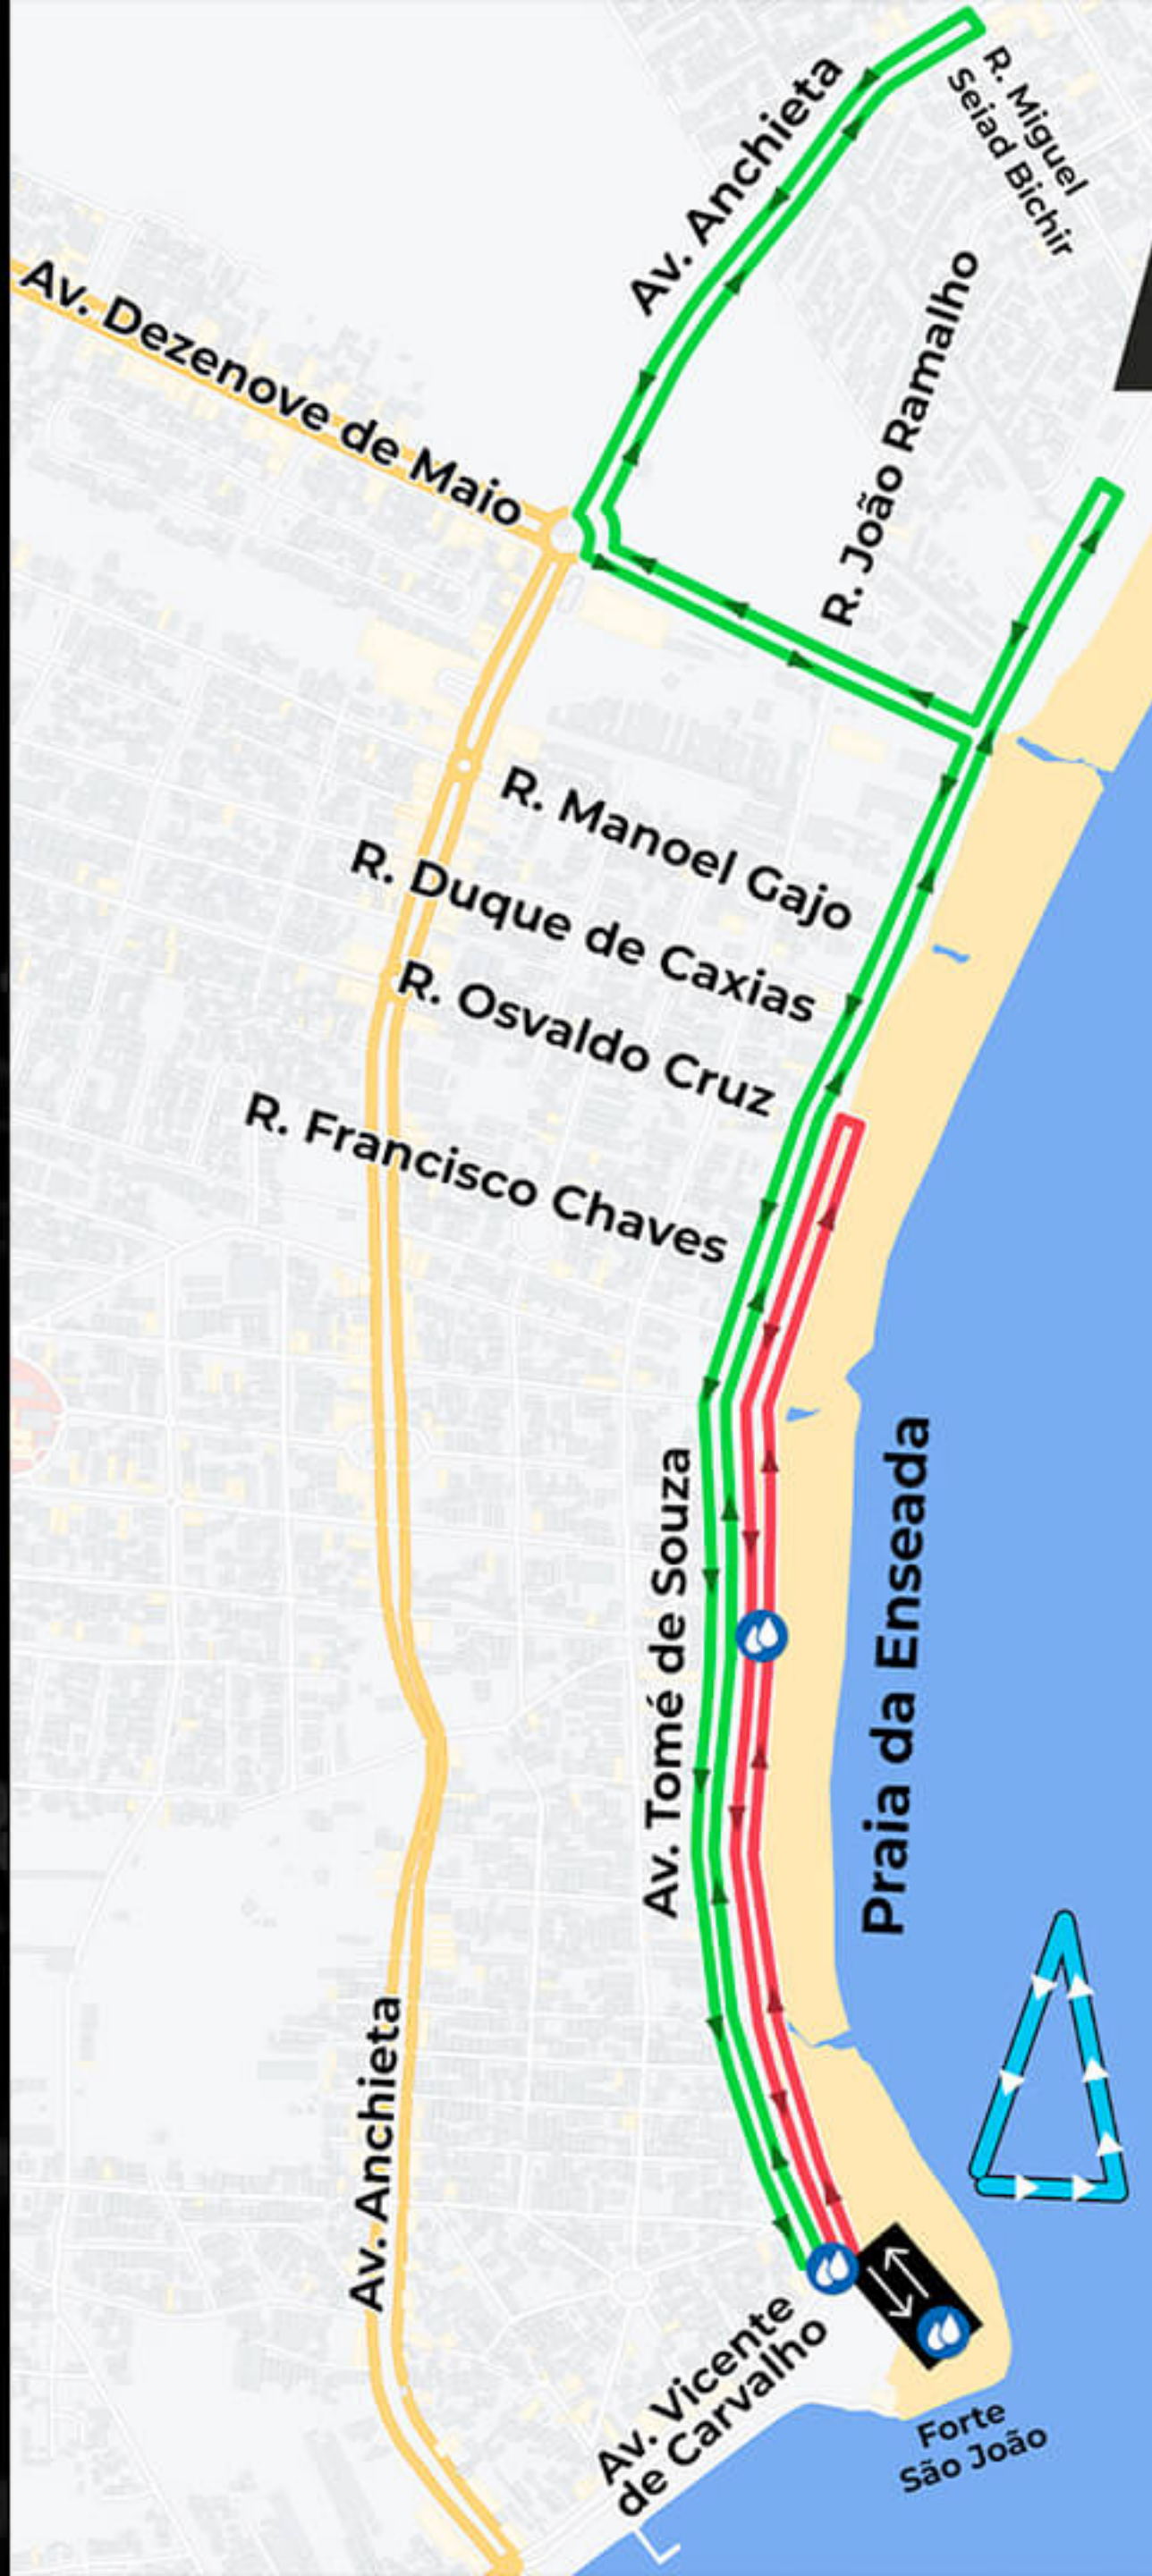 Av. Anchieta
R. Miguel
Seiad Bichir
Av. Dezenove de Maio
R. João Ramalho
R. Manoel Gajo
R. Duque de Caxias
R. Osvaldo Cruz
R. Francisco Chaves
Av. Tomé de Souza
Praia da Enseada
Av. Anchieta
Av. Vicente
de Carvalho
Forte
São João